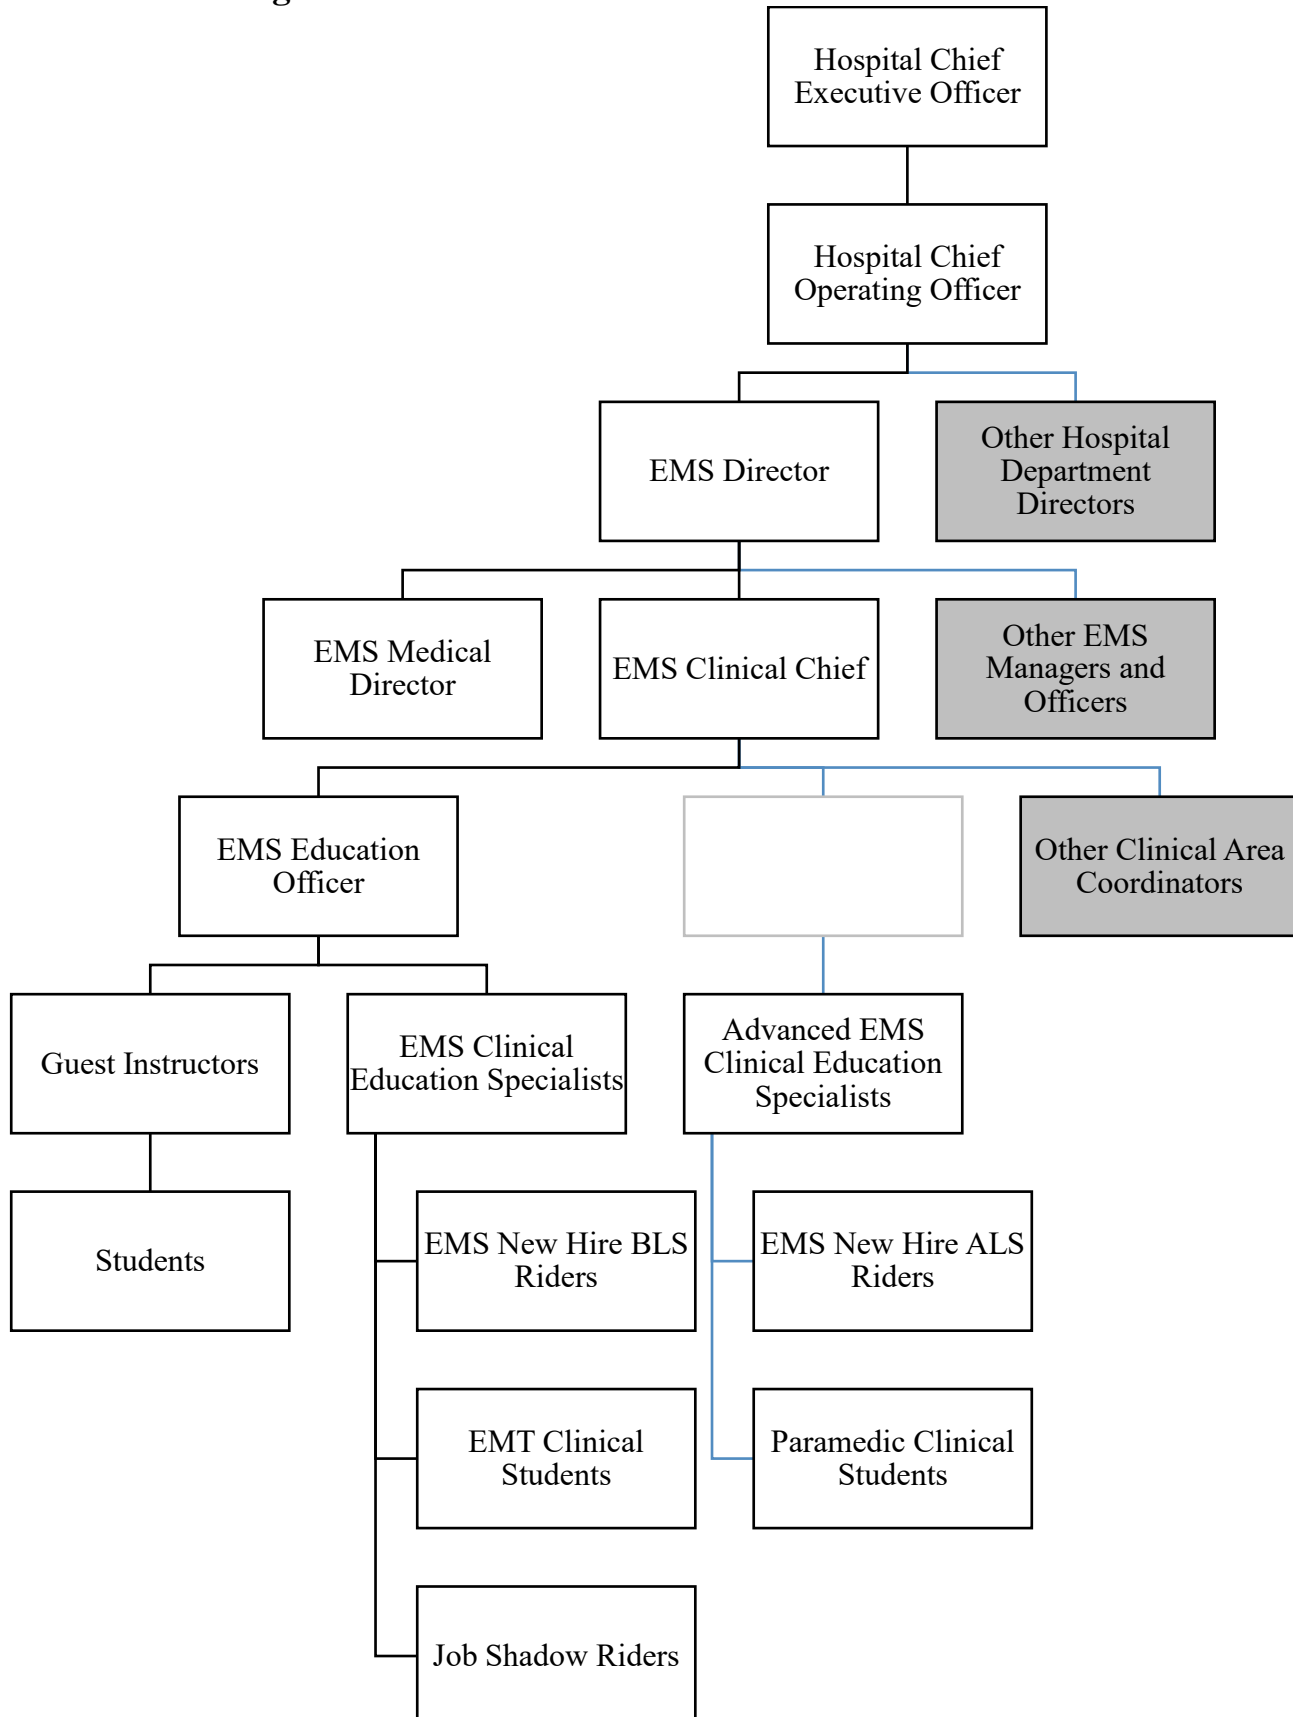 Hospital Chief
Executive Officer
Hospital Chief
Operating Officer
EMS Director
Other Hospital
Department
Directors
EMS Medical
Director
EMS Clinical Chief
Other EMS
Managers and
Officers
EMS Education
Officer
Other Clinical Area
Coordinators
Guest Instructors
EMS Clinical
Education Specialists
Advanced EMS
Clinical Education
Specialists
Students
EMS New Hire BLS
Riders
EMS New Hire ALS
Riders
EMT Clinical
Students
Paramedic Clinical
Students
Job Shadow Riders